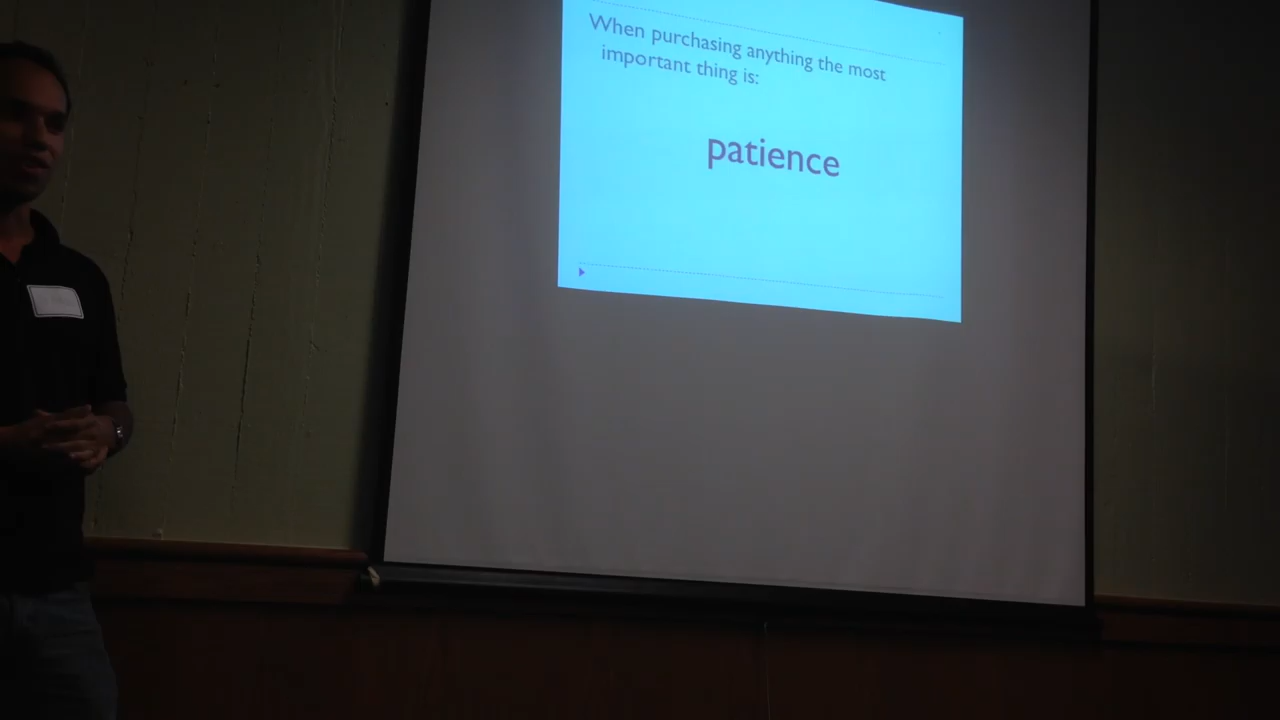 When purchasing anything the most
important thing is:
patience